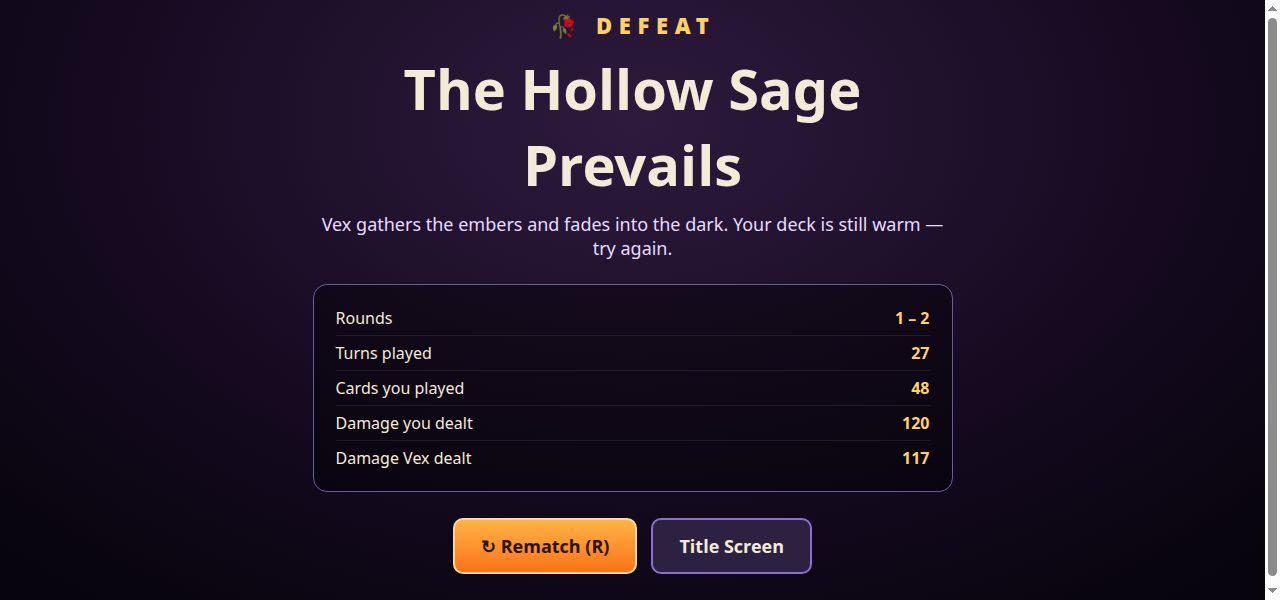 DEFEAT
The Hollow Sage
Prevails
Vex gathers the embers and fades into the dark. Your deck is still warm —
try again.
Rounds 1 – 2
Turns played 27
Cards you played 48
Damage you dealt 120
Damage Vex dealt 117
↻ Rematch (R)
Title Screen